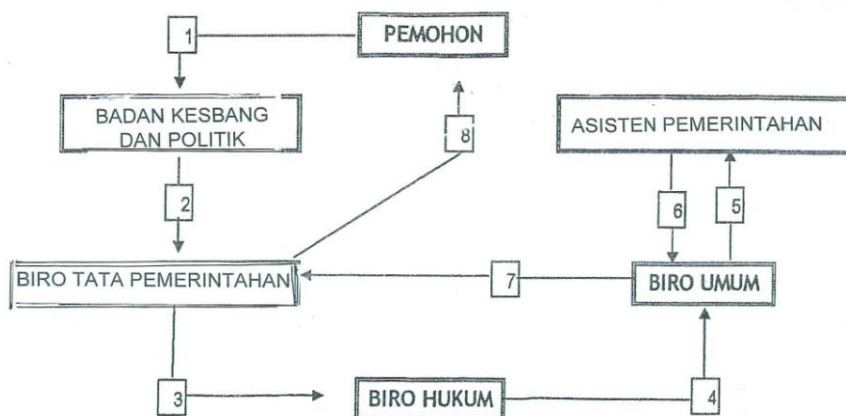 1
PEMOHON
BADAN KESBANG
DAN POLITIK
8
ASISTEN PEMERINTAHAN
2
6
5
BIRO TATA PEMERINTAHAN
7
BIRO UMUM
3
BIRO HUKUM
4